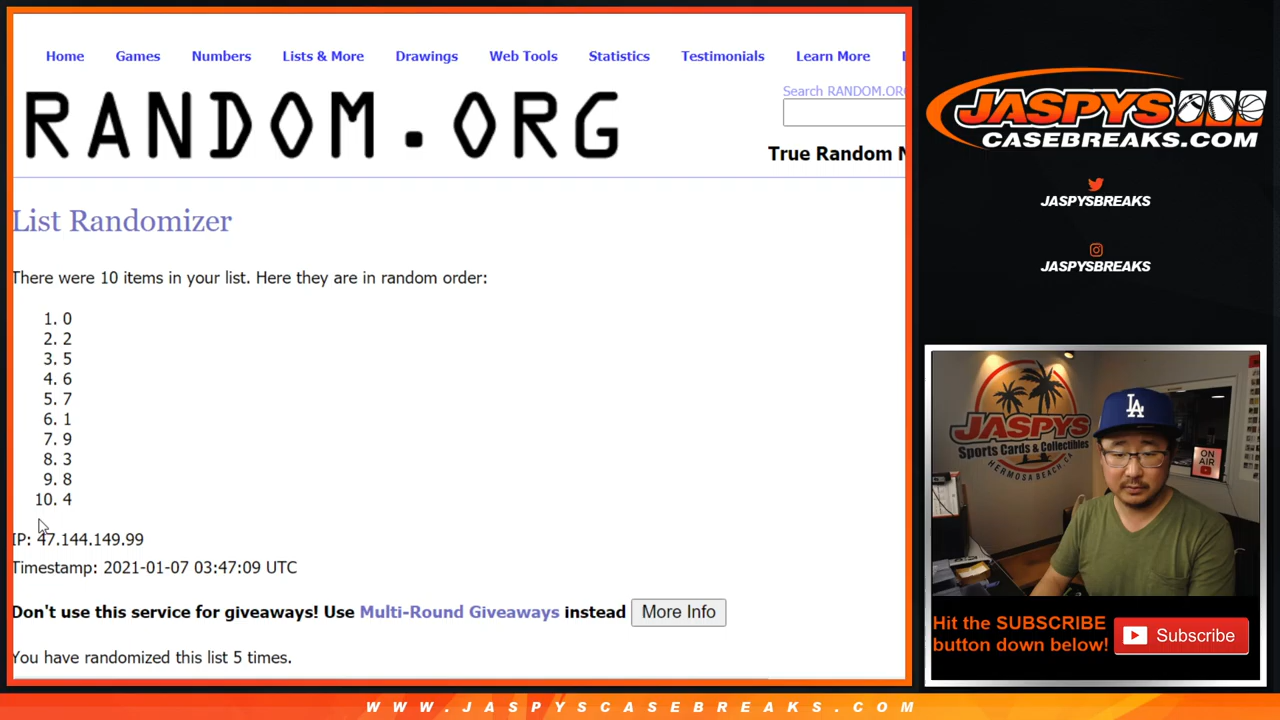 Home Games Numbers Lists & More Drawings Web Tools Statistics Testimonials Learn More
RANDOM.ORG
Search RANDOM.ORG
True Random N
List Randomizer
There were 10 items in your list. Here they are in random order:
1. 0
2. 2
3. 5
4. 6
5. 7
6. 1
7. 9
8. 3
9. 8
10. 4
IP: 47.144.149.99
Timestamp: 2021-01-07 03:47:09 UTC
Don't use this service for giveaways! Use Multi-Round Giveaways instead More Info
You have randomized this list 5 times.
JASPYS
CASEBREAKS.COM
JASPYSBREAKS
JASPYSBREAKS
JASPYS
Sports Cards & Collectibles
HERMOSA BEACH, CA
LA
ON
AIR
Hit the SUBSCRIBE
button down below!
Subscribe
WWW.JASPYSCASEBREAKS.COM